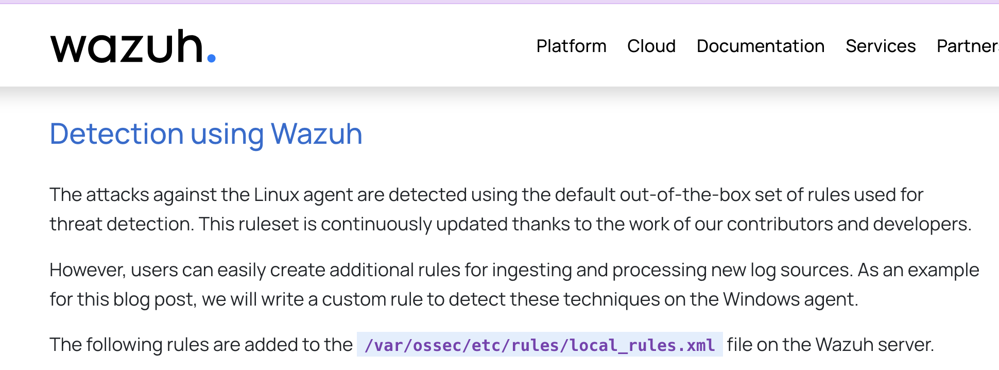 wazuh.
Platform Cloud Documentation Services Partners
Detection using Wazuh
The attacks against the Linux agent are detected using the default out-of-the-box set of rules used for
threat detection. This ruleset is continuously updated thanks to the work of our contributors and developers.
However, users can easily create additional rules for ingesting and processing new log sources. As an example
for this blog post, we will write a custom rule to detect these techniques on the Windows agent.
The following rules are added to the /var/ossec/etc/rules/local_rules.xml file on the Wazuh server.